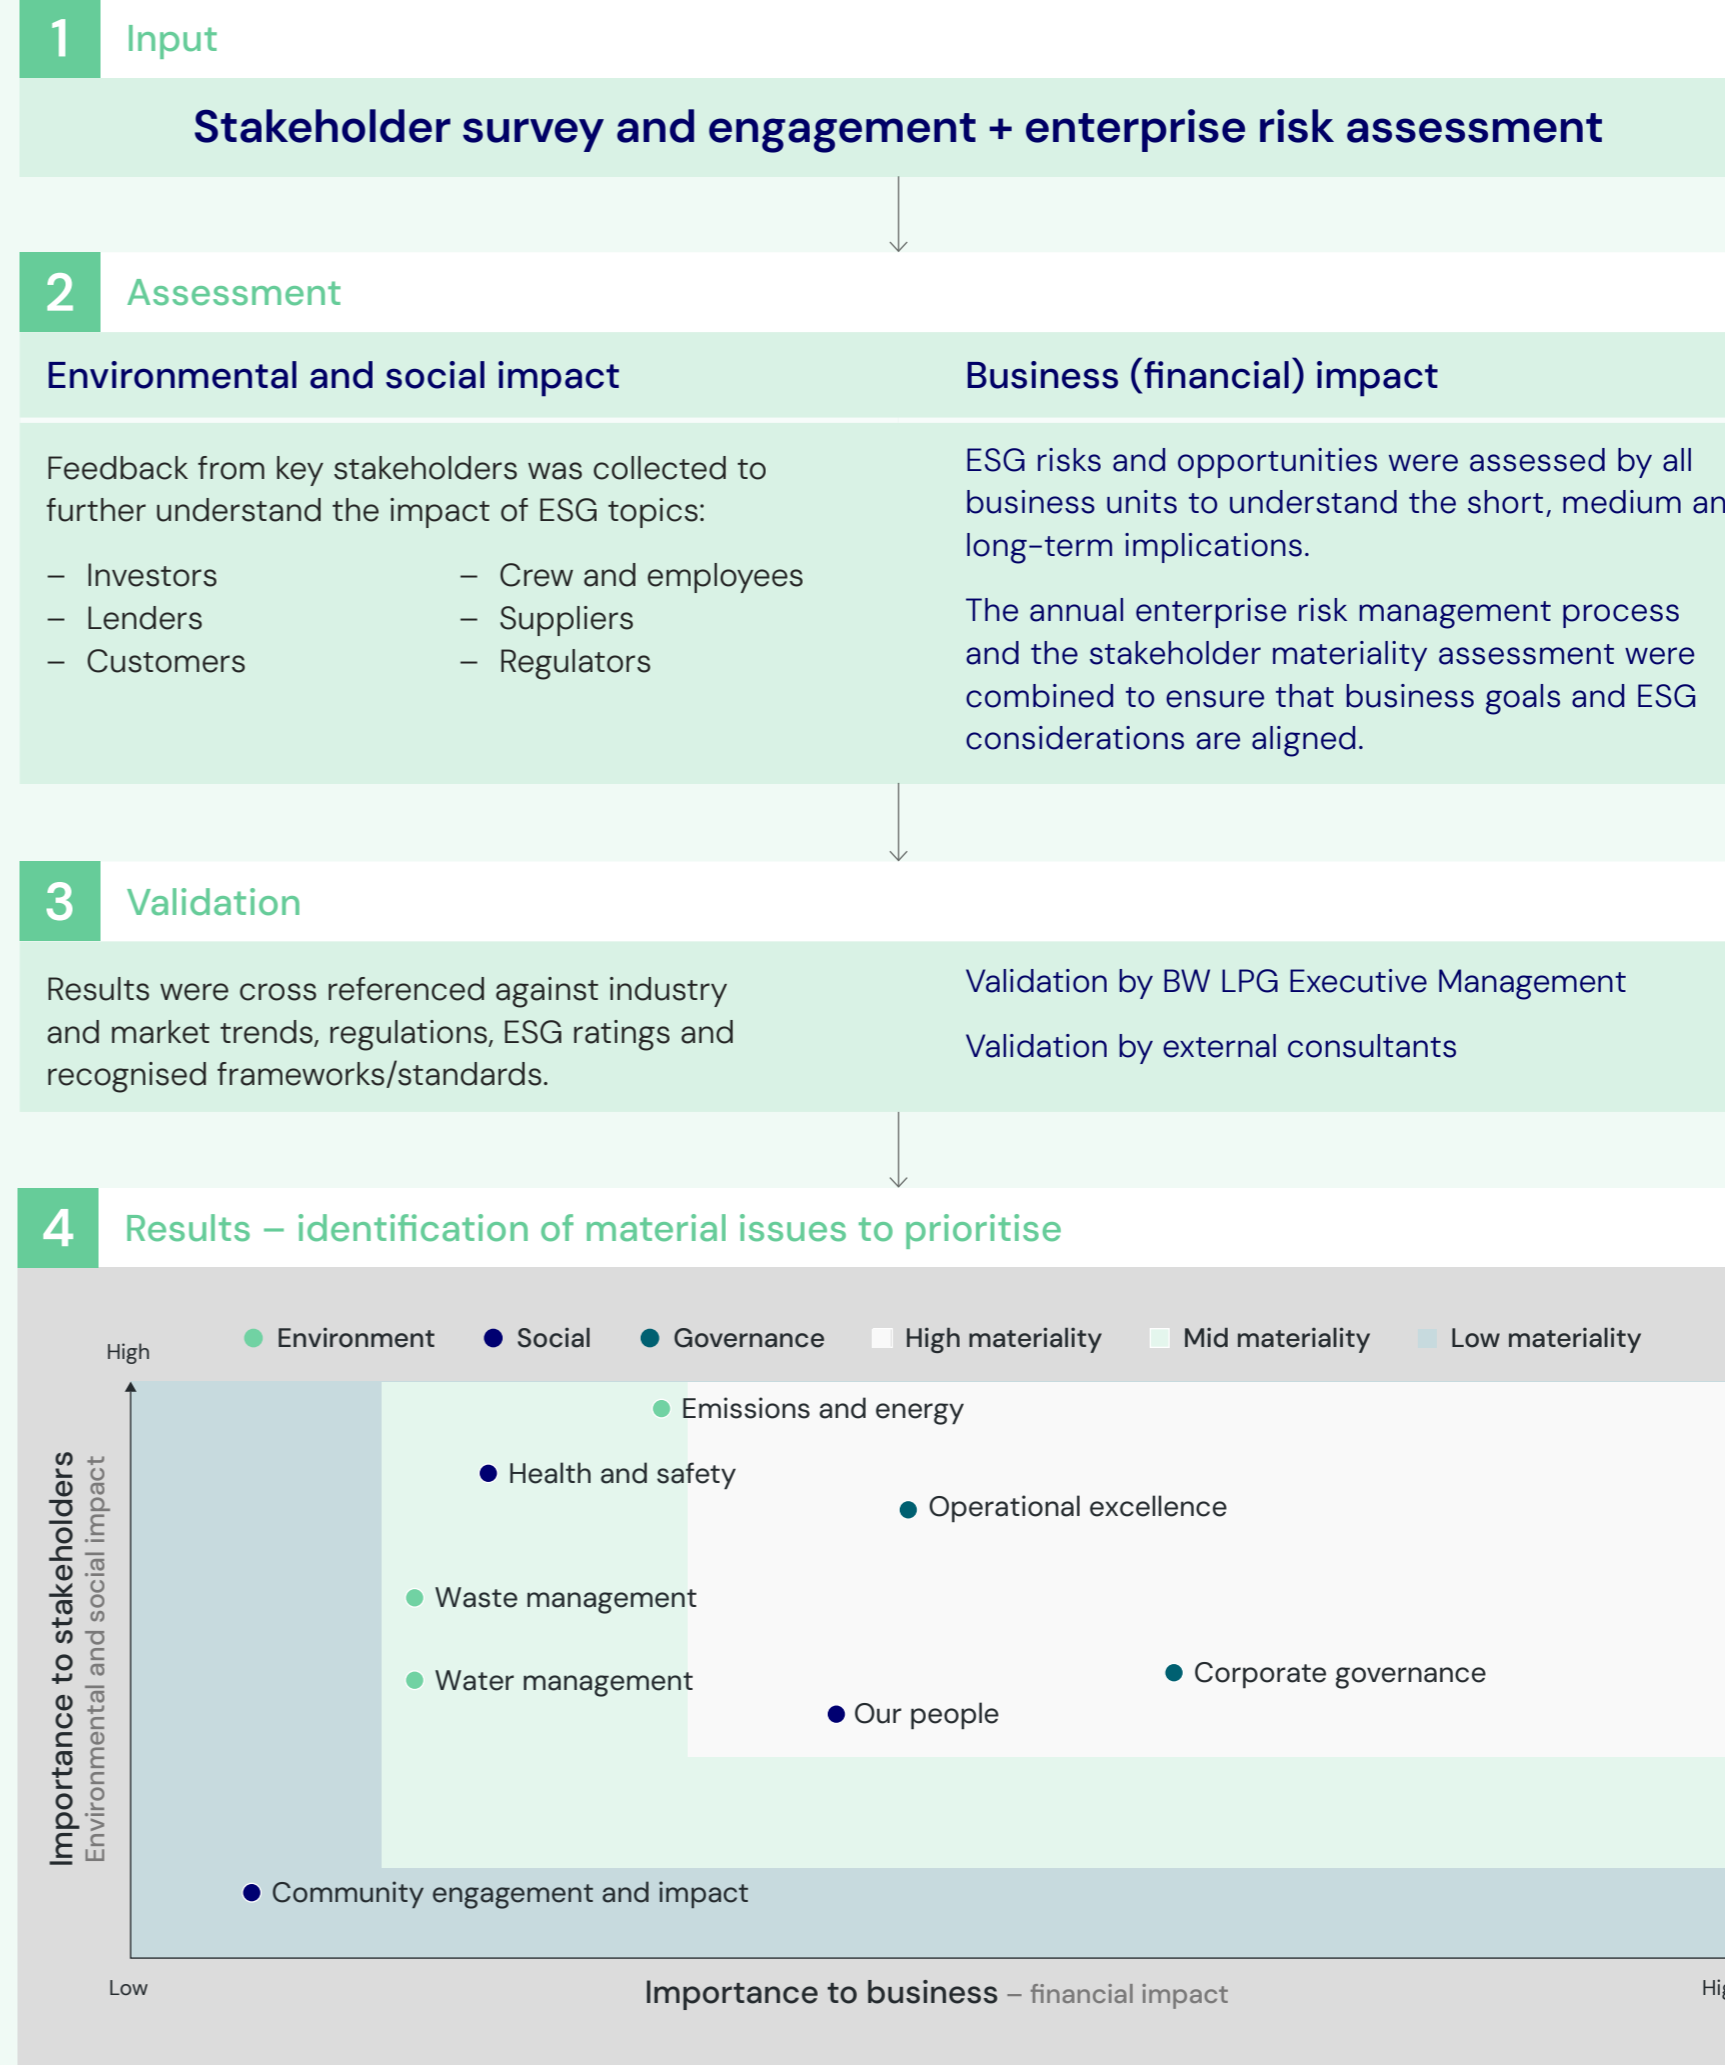 1 Input
Stakeholder survey and engagement + enterprise risk assessment
2 Assessment
Environmental and social impact
Feedback from key stakeholders was collected to
further understand the impact of ESG topics:
– Investors
– Lenders
– Customers
– Crew and employees
– Suppliers
– Regulators
Business (financial) impact
ESG risks and opportunities were assessed by all
business units to understand the short, medium an
long-term implications.
The annual enterprise risk management process
and the stakeholder materiality assessment were
combined to ensure that business goals and ESG
considerations are aligned.
3 Validation
Results were cross referenced against industry
and market trends, regulations, ESG ratings and
recognised frameworks/standards.
Validation by BW LPG Executive Management
Validation by external consultants
4 Results – identification of material issues to prioritise
Environment Social Governance High materiality Mid materiality Low materiality
High
Importance to stakeholders
Environmental and social impact
Emissions and energy
Health and safety
Operational excellence
Waste management
Corporate governance
Water management
Our people
Community engagement and impact
Low
Importance to business – financial impact
Hig